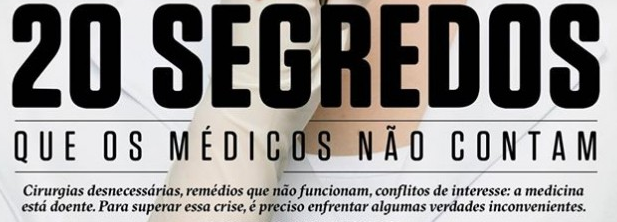 20 SEGREDOS
QUE OS MÉDICOS NÃO CONTAM
Cirurgias desnecessárias, remédios que não funcionam, conflitos de interesse: a medicina
está doente. Para superar essa crise, é preciso enfrentar algumas verdades inconvenientes.